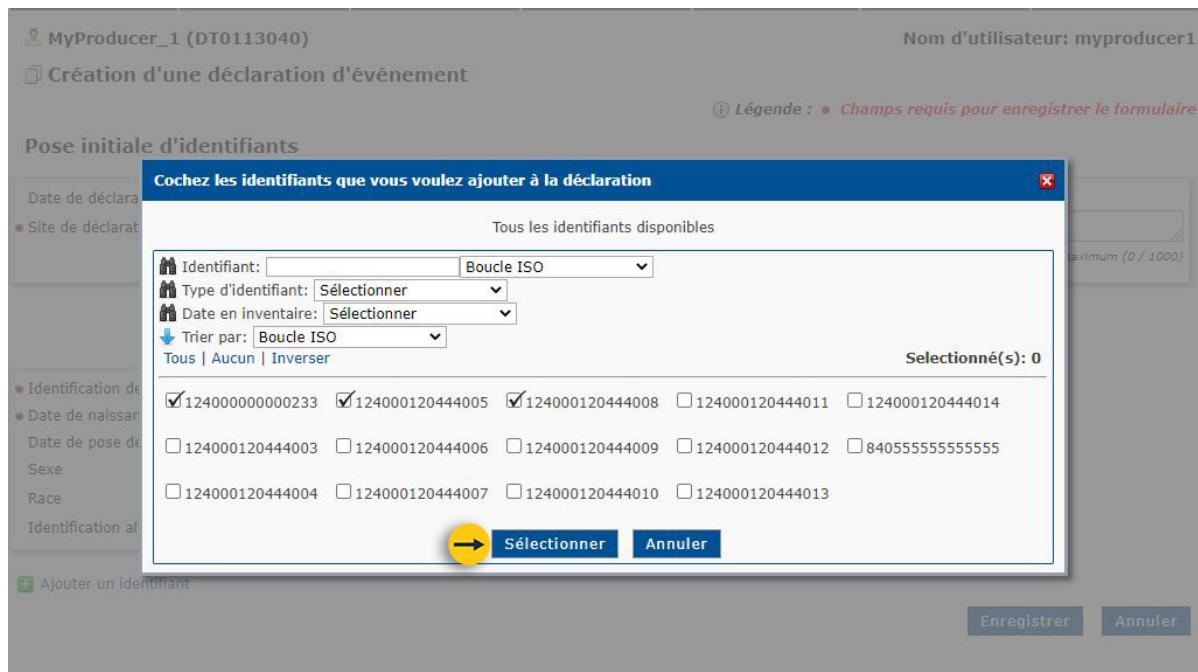 MyProducer_1 (DT0113040) Nom d'utilisateur: myproducer1
Création d'une déclaration d'événement
Légende : Champs requis pour enregistrer le formulaire
Pose initiale d'identifiants
Cochez les identifiants que vous voulez ajouter à la déclaration
Date de déclara
Site de déclarat
aximum (0 / 1000)
Tous les identifiants disponibles
Identifiant: Boucle ISO
Type d'identifiant: Sélectionner
Date en inventaire: Sélectionner
Trier par: Boucle ISO
Tous | Aucun | Inverser Selectionné(s): 0
124000000000233 124000120444005 124000120444008 124000120444011 124000120444014
124000120444003 124000120444006 124000120444009 124000120444012 840555555555555
124000120444004 124000120444007 124000120444010 124000120444013
Sélectionner Annuler
Identification de
Date de naissan
Date de pose de
Sexe
Race
Identification al
Ajouter un identifiant
Enregistrer Annuler